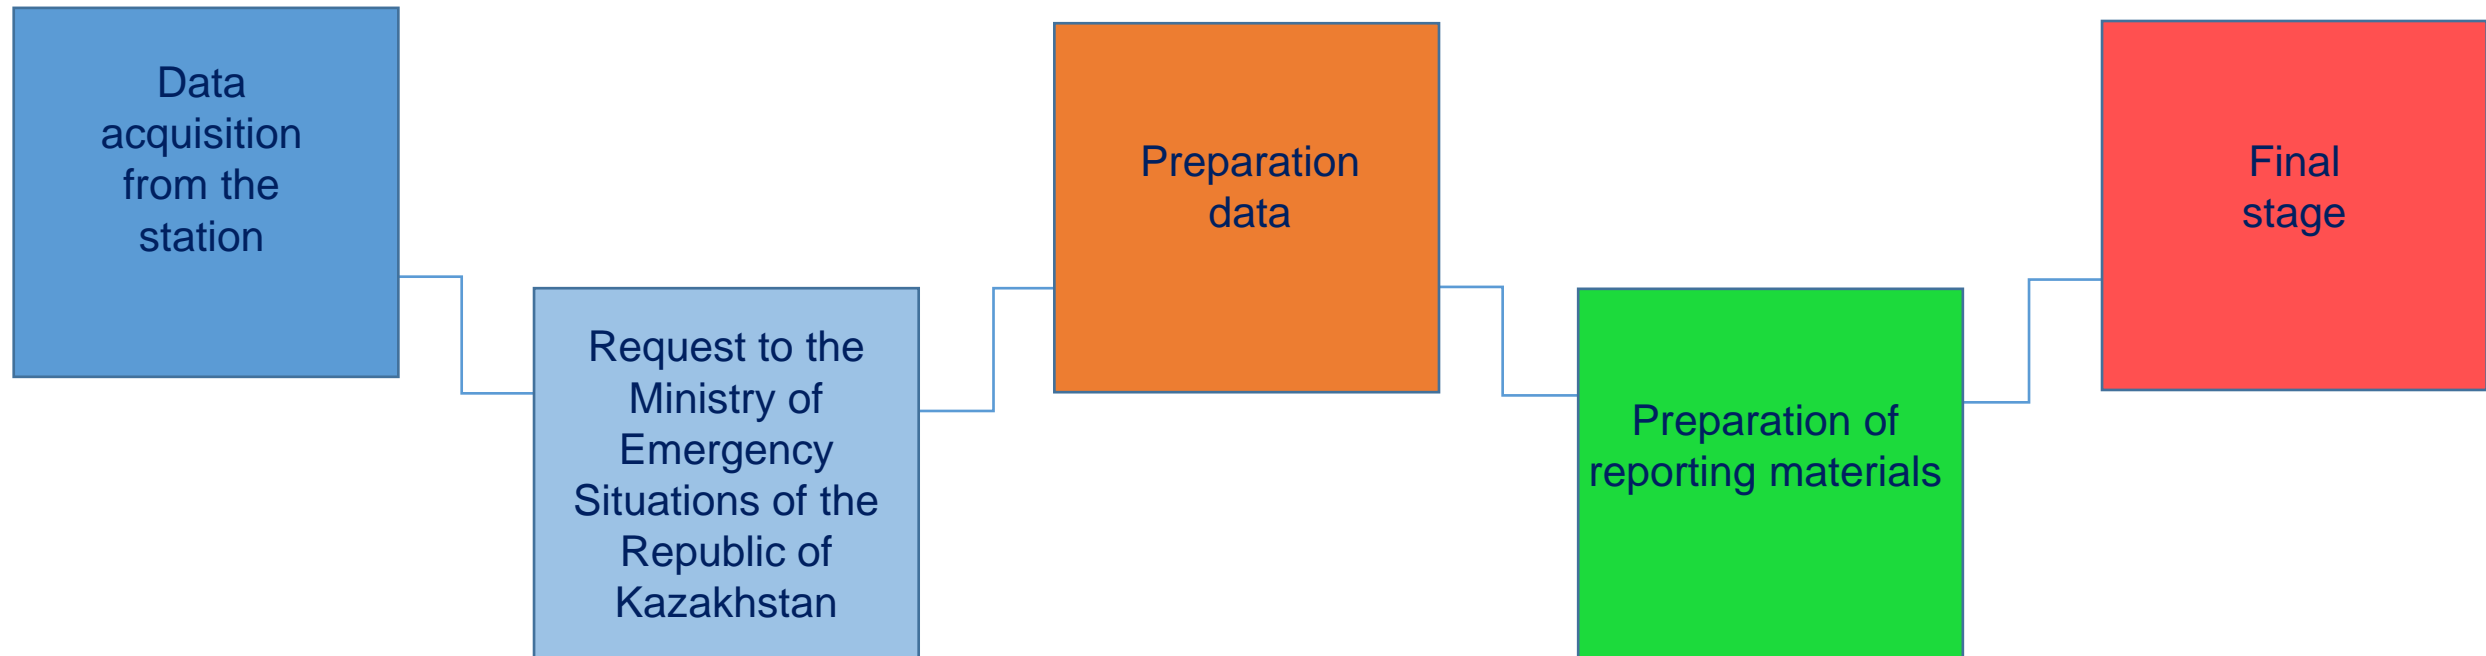 Data
acquisition
from the
station
Request to the
Ministry of
Emergency
Situations of the
Republic of
Kazakhstan
Preparation
data
Preparation of
reporting materials
Final
stage